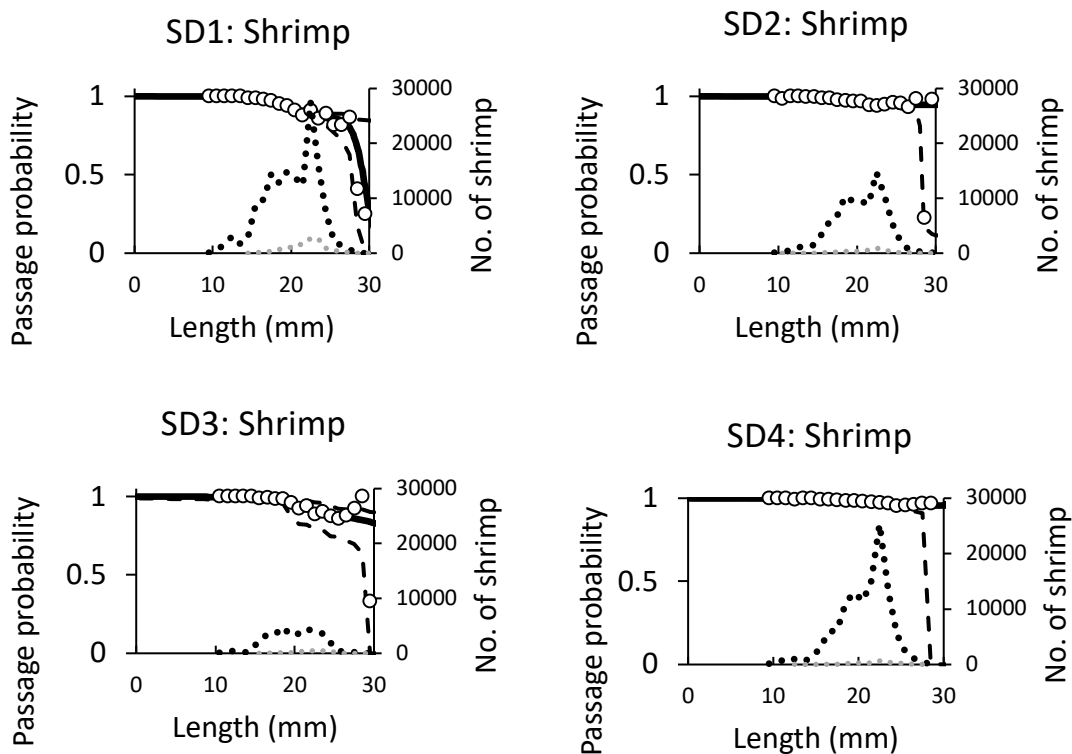 SD1: Shrimp
Passage probability
1
0.5
0
30000
20000
10000
0
No. of shrimp
0 10 20 30
Length (mm)
SD2: Shrimp
Passage probability
1
0.5
0
30000
20000
10000
0
No. of shrimp
0 10 20 30
Length (mm)
SD3: Shrimp
Passage probability
1
0.5
0
30000
20000
10000
0
No. of shrimp
0 10 20 30
Length (mm)
SD4: Shrimp
Passage probability
1
0.5
0
30000
20000
10000
0
No. of shrimp
0 10 20 30
Length (mm)